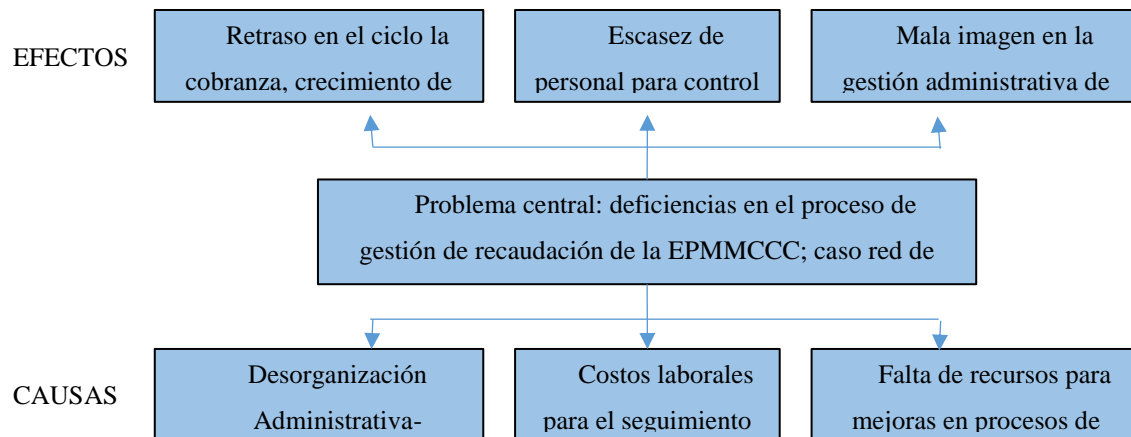 EFECTOS
Retraso en el ciclo la
cobranza, crecimiento de
Escasez de
personal para control
Mala imagen en la
gestión administrativa de
Problema central: deficiencias en el proceso de
gestión de recaudación de la EPMMCCC; caso red de
CAUSAS
Desorganización
Administrativa-
Costos laborales
para el seguimiento
Falta de recursos para
mejoras en procesos de